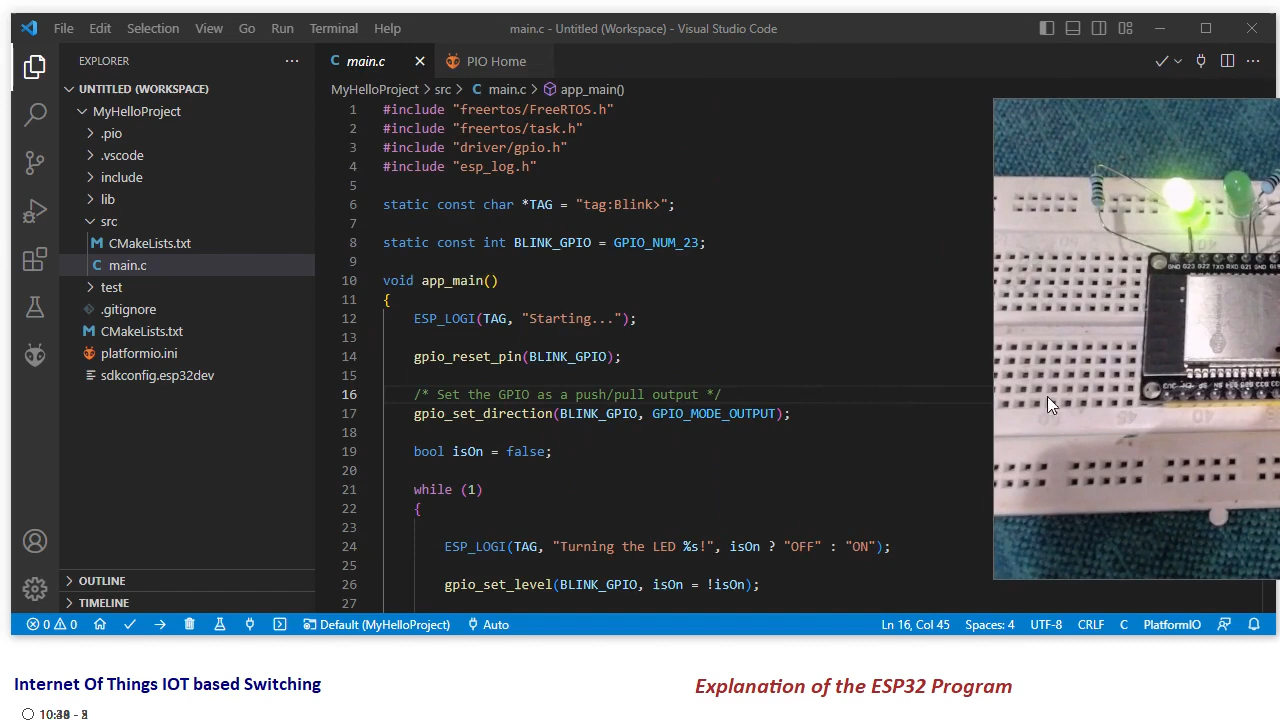 File Edit Selection View Go Run Terminal Help
main.c - Untitled (Workspace) - Visual Studio Code
EXPLORER
UNTITLED (WORKSPACE)
MyHelloProject
.pio
.vscode
include
lib
src
CMakeLists.txt
main.c
test
.gitignore
CMakeLists.txt
platformio.ini
sdkconfig.esp32dev
OUTLINE
TIMELINE
main.c
PIO Home
MyHelloProject > src > C main.c > app_main()
1 #include "freertos/FreeRTOS.h"
2 #include "freertos/task.h"
3 #include "driver/gpio.h"
4 #include "esp_log.h"
5
6 static const char *TAG = "tag:Blink>";
7
8 static const int BLINK_GPIO = GPIO_NUM_23;
9
10 void app_main()
11 {
12 ESP_LOGI(TAG, "Starting...");
13
14 gpio_reset_pin(BLINK_GPIO);
15
16 /* Set the GPIO as a push/pull output */
17 gpio_set_direction(BLINK_GPIO, GPIO_MODE_OUTPUT);
18
19 bool isOn = false;
20
21 while (1)
22 {
23
24 ESP_LOGI(TAG, "Turning the LED %s!", isOn ? "OFF" : "ON");
25
26 gpio_set_level(BLINK_GPIO, isOn = !isOn);
27
0 0 Default (MyHelloProject) Auto
Ln 16, Col 45 Spaces: 4 UTF-8 CRLF C PlatformIO
Internet Of Things IOT based Switching
Explanation of the ESP32 Program